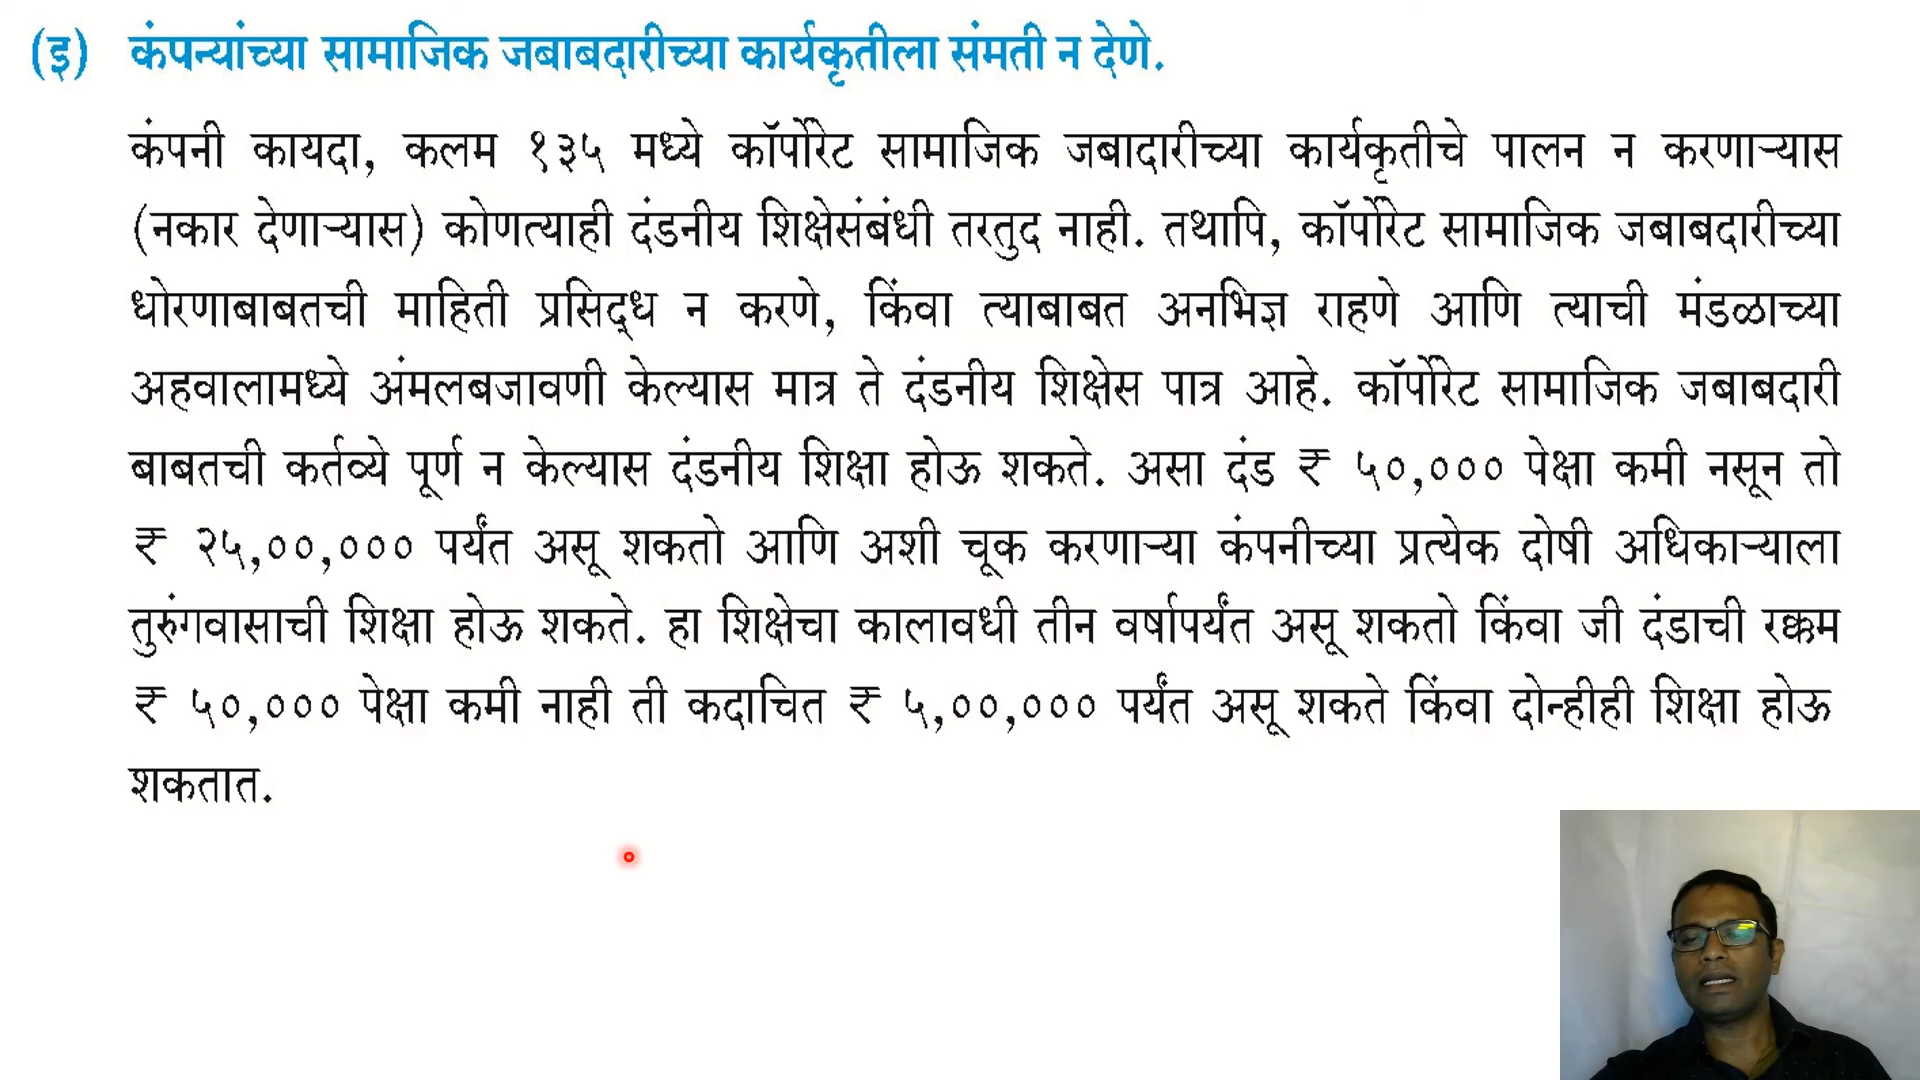 (इ) कंपन्यांच्या सामाजिक जबाबदारीच्या कार्यकृतीला संमती न देणे.
कंपनी कायदा, कलम १३५ मध्ये कॉर्पोरेट सामाजिक जबादारीच्या कार्यकृतीचे पालन न करणाऱ्यास
(नकार देणाऱ्यास) कोणत्याही दंडनीय शिक्षेसंबंधी तरतुद नाही. तथापि, कॉर्पोरेट सामाजिक जबाबदारीच्या
धोरणाबाबतची माहिती प्रसिद्ध न करणे, किंवा त्याबाबत अनभिज्ञ राहणे आणि त्याची मंडळाच्या
अहवालामध्ये अंमलबजावणी केल्यास मात्र ते दंडनीय शिक्षेस पात्र आहे. कॉर्पोरेट सामाजिक जबाबदारी
बाबतची कर्तव्ये पूर्ण न केल्यास दंडनीय शिक्षा होऊ शकते. असा दंड ₹ ५०,००० पेक्षा कमी नसून तो
₹ २५,००,००० पर्यंत असू शकतो आणि अशी चूक करणाऱ्या कंपनीच्या प्रत्येक दोषी अधिकाऱ्याला
तुरुंगवासाची शिक्षा होऊ शकते. हा शिक्षेचा कालावधी तीन वर्षापर्यंत असू शकतो किंवा जी दंडाची रक्कम
₹ ५०,००० पेक्षा कमी नाही ती कदाचित ₹ ५,००,००० पर्यंत असू शकते किंवा दोन्हीही शिक्षा होऊ
शकतात.